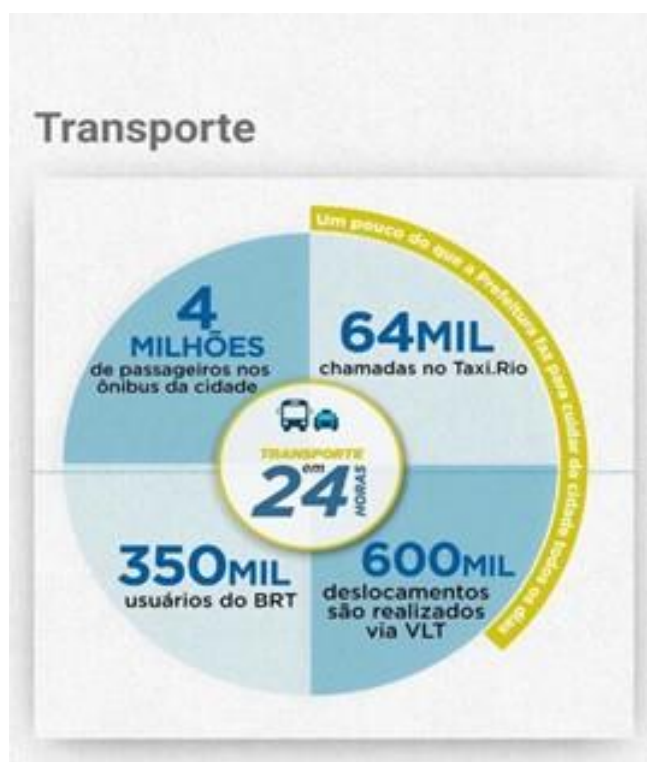 Transporte
Um pouco do que a Prefeitura faz para cuidar da cidade todos os dias
4
MILHÕES
de passageiros nos
ônibus da cidade
64MIL
chamadas no Taxi.Rio
TRANSPORTE
em
24
HORAS
350MIL
usuários do BRT
600MIL
deslocamentos
são realizados
via VLT